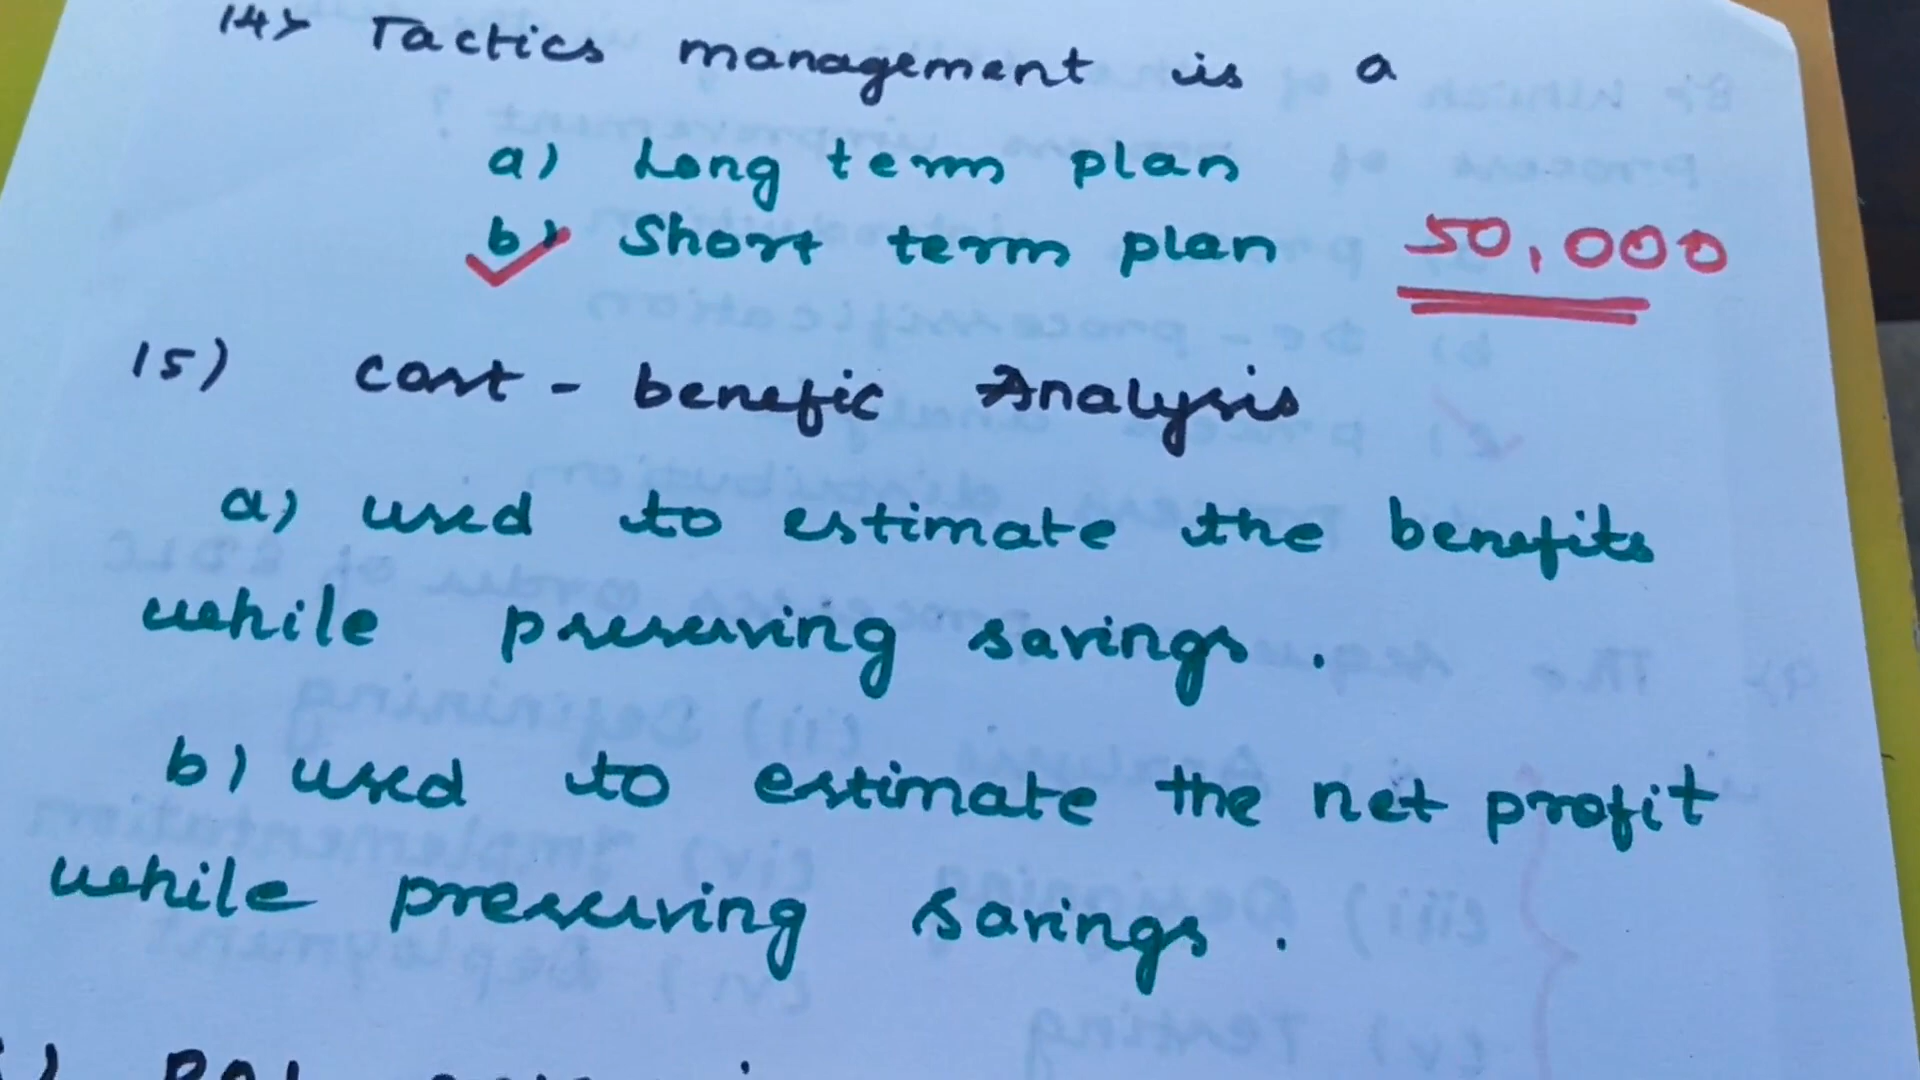 14> Tactics management is a
a) Long term plan
b) Short term plan 50,000
15) cost - benefic Analysis
a) used to estimate the benefits
while preserving savings.
b) used to estimate the net profit
while preserving savings.